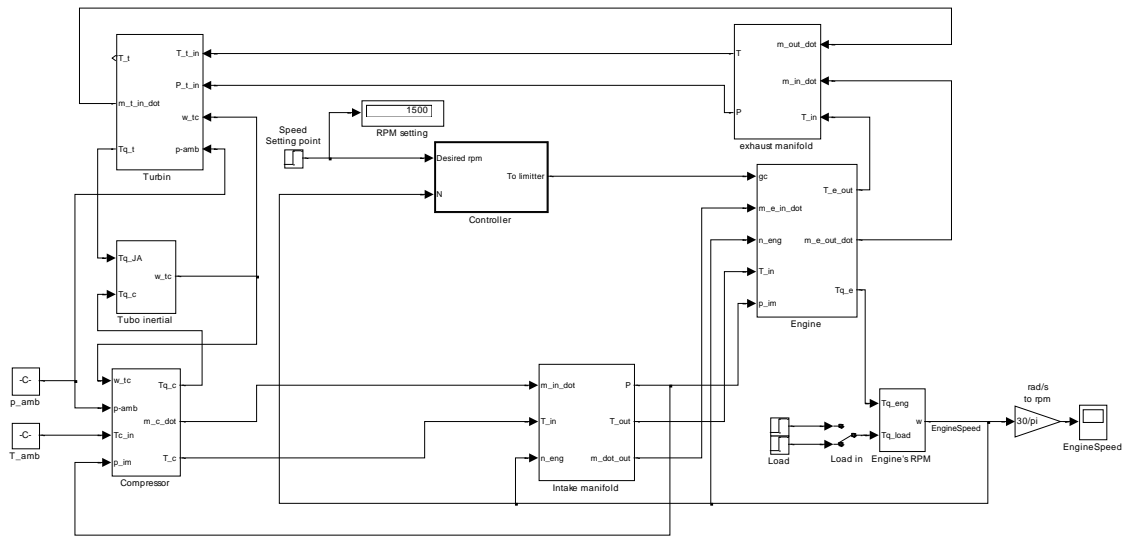 T_t
m_t_in_dot
Tq_t
T_t_in
P_t_in
w_tc
p-amb
Turbin
Speed
Setting point
1500
RPM setting
Desired rpm
N
To limitter
Controller
T
P
m_out_dot
m_in_dot
T_in
exhaust manifold
gc
m_e_in_dot
n_eng
T_in
p_im
T_e_out
m_e_out_dot
Tq_e
Engine
Tq_JA
Tq_c
w_tc
Tubo inertial
-C-
p_amb
-C-
T_amb
w_tc
p-amb
Tc_in
p_im
Tq_c
m_c_dot
T_c
Compressor
m_in_dot
T_in
n_eng
P
T_out
m_dot_out
Intake manifold
Load
Load in
Tq_eng
Tq_load
w
Engine's RPM
EngineSpeed
rad/s
to rpm
30/pi
EngineSpeed